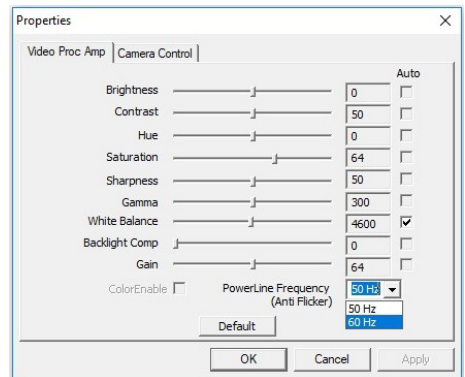 Properties
Video Proc Amp Camera Control
Auto
Brightness 0
Contrast 50
Hue 0
Saturation 64
Sharpness 50
Gamma 300
White Balance 4600
Backlight Comp 0
Gain 64
ColorEnable PowerLine Frequency 50 Hz
(Anti Flicker)
50 Hz
60 Hz
Default
OK Cancel Apply